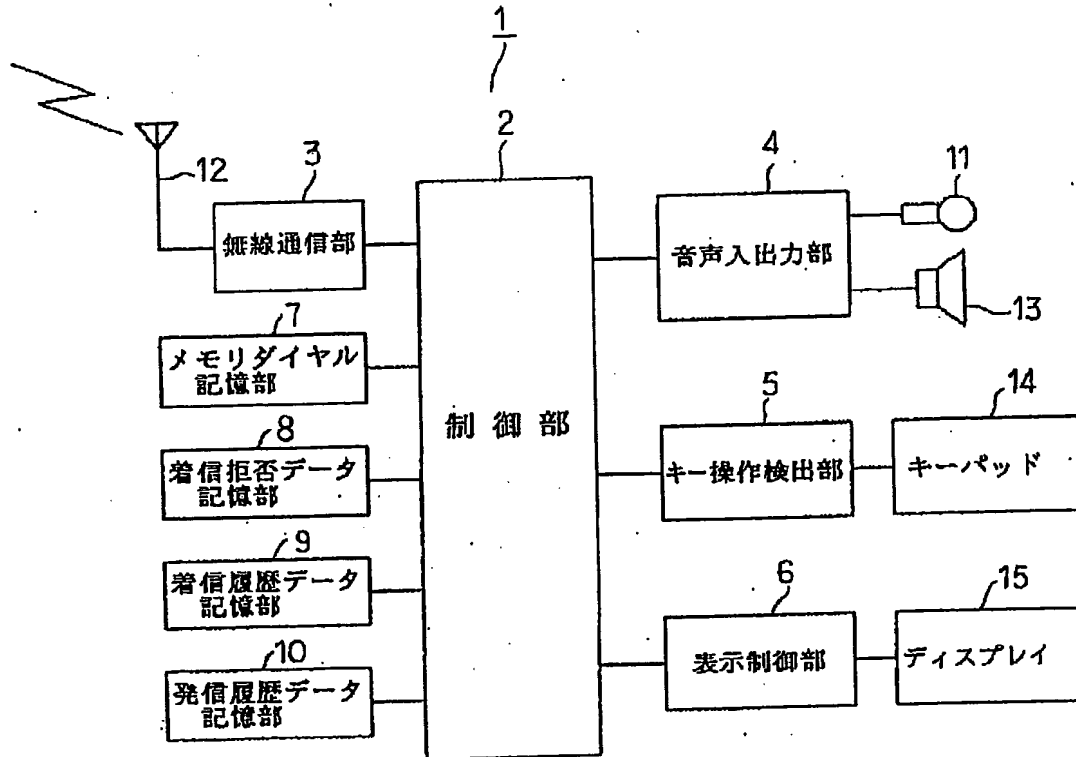 1
2
12
3
無線通信部
4
音声入出力部
11
13
7
メモリダイヤル
記憶部
制御部
8
着信拒否データ
記憶部
5
キー操作検出部
14
キーパッド
9
着信履歴データ
記憶部
6
表示制御部
15
ディスプレイ
10
発信履歴データ
記憶部